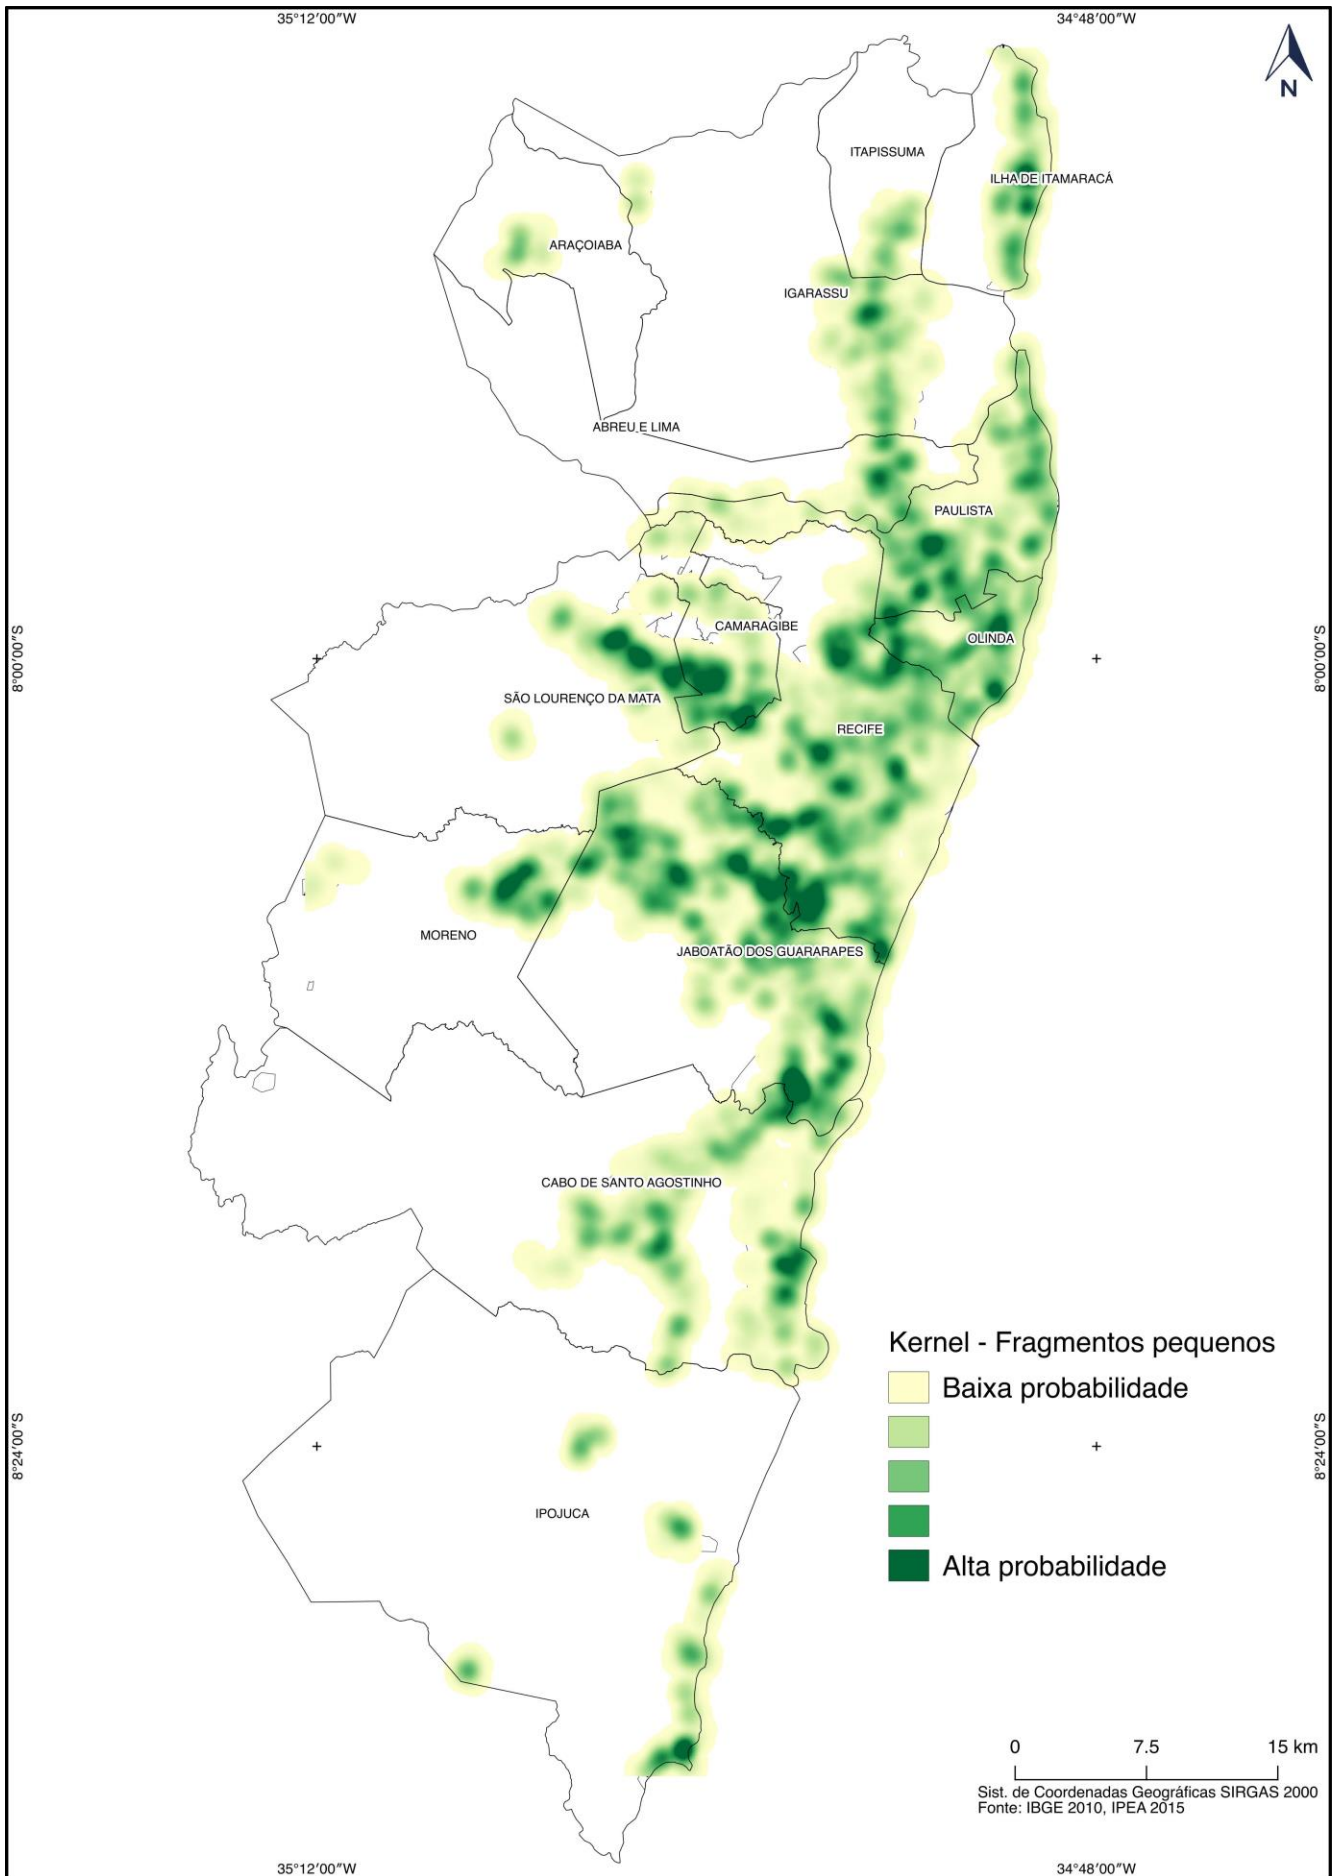 35°12'00"W
34°48'00"W
N
ITAPISSUMA
ILHA DE ITAMARACÁ
ARAÇOIABA
IGARASSU
ABREU E LIMA
PAULISTA
CAMARAGIBE
OLINDA
8°00'00"S
8°00'00"S
SÃO LOURENÇO DA MATA
RECIFE
MORENO
JABOATÃO DOS GUARARAPES
CABO DE SANTO AGOSTINHO
Kernel - Fragmentos pequenos
Baixa probabilidade
Alta probabilidade
8°24'00"S
8°24'00"S
IPOJUCA
0 7.5 15 km
Sist. de Coordenadas Geográficas SIRGAS 2000
Fonte: IBGE 2010, IPEA 2015
35°12'00"W
34°48'00"W